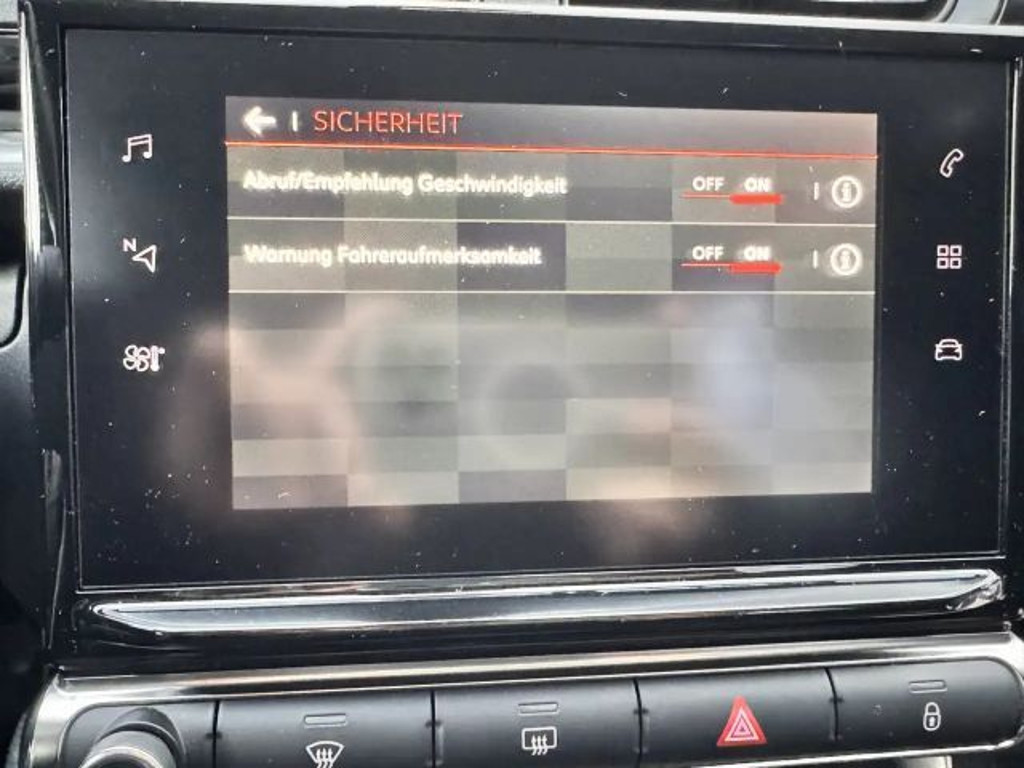 SICHERHEIT
Abruf/Empfehlung Geschwindigkeit OFF ON
N
Warnung Fahreraufmerksamkeit OFF ON